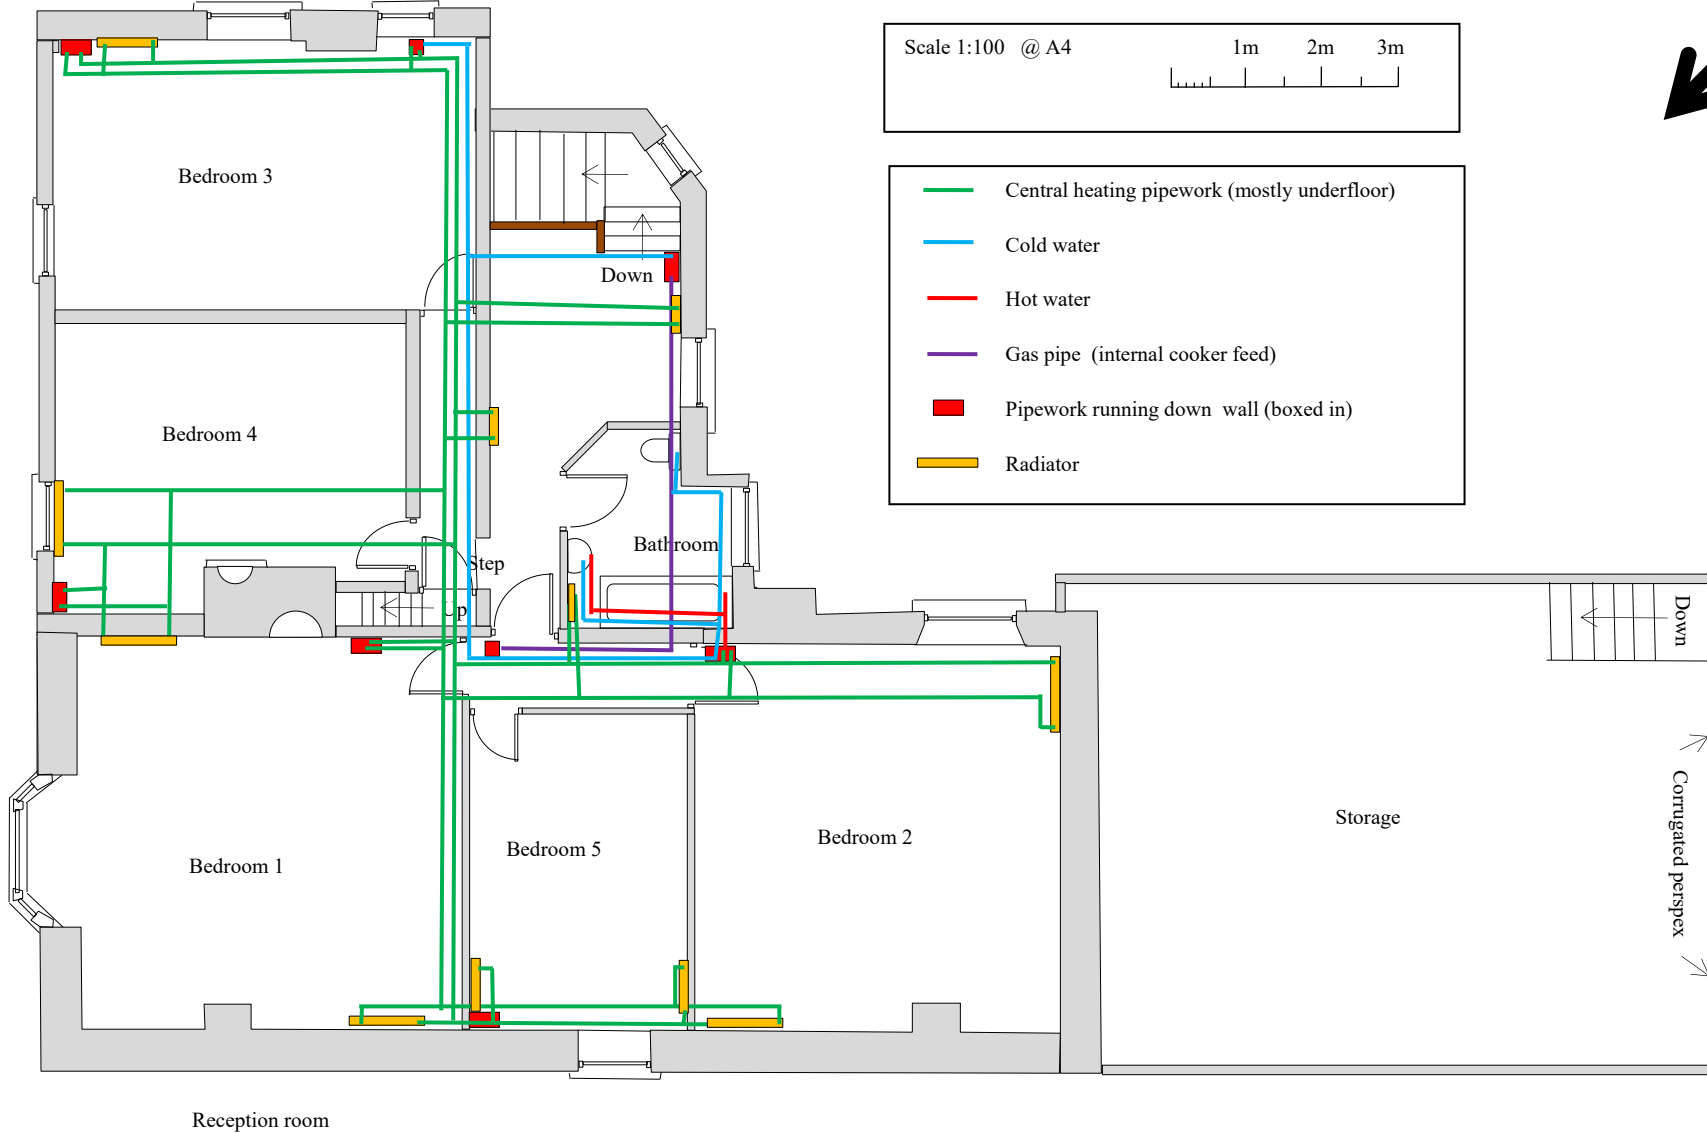 Scale 1:100 @ A4
1m 2m 3m
Central heating pipework (mostly underfloor)
Cold water
Hot water
Gas pipe (internal cooker feed)
Pipework running down wall (boxed in)
Radiator
Bedroom 3
Down
Bedroom 4
Step
Bathroom
Up
Down
Bedroom 1
Bedroom 5
Bedroom 2
Storage
Corrugated perspex
Reception room